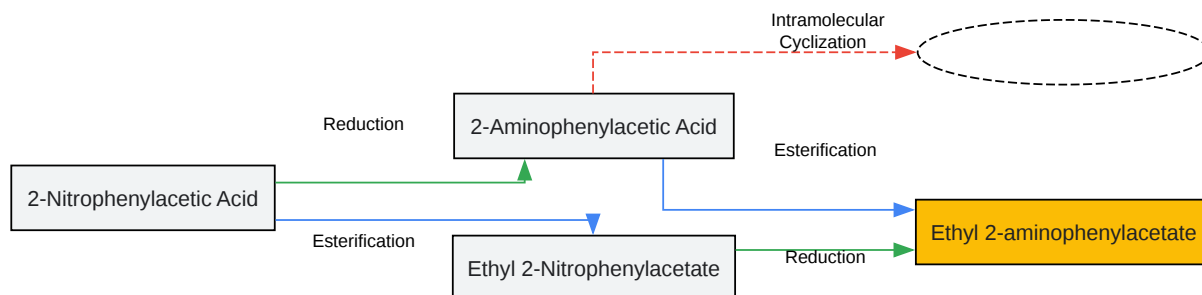 Intramolecular
Cyclization
Reduction
2-Aminophenylacetic Acid
Esterification
2-Nitrophenylacetic Acid
Esterification
Ethyl 2-Nitrophenylacetate
Reduction
Ethyl 2-aminophenylacetate